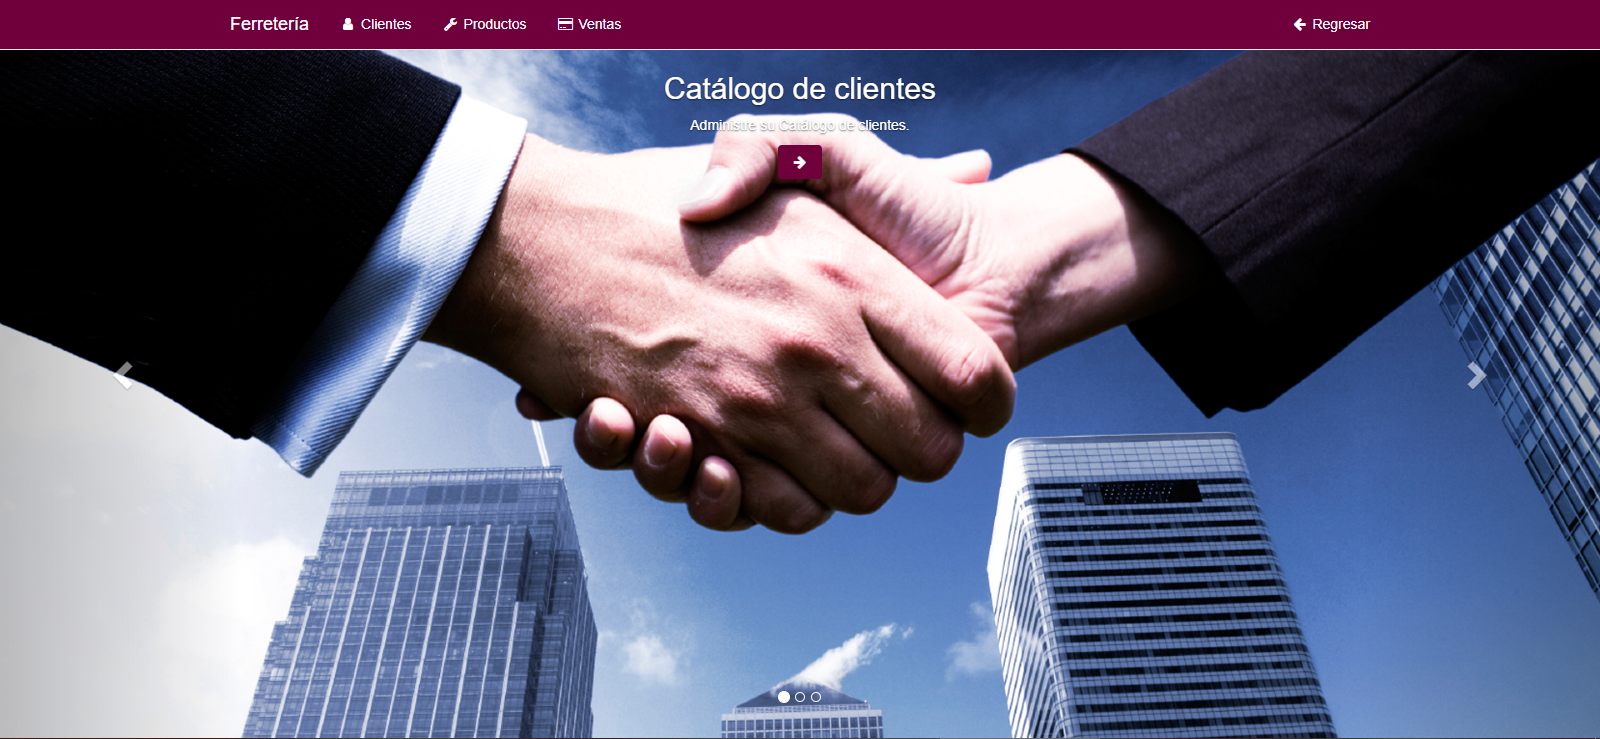 Ferretería Clientes Productos Ventas Regresar
Catálogo de clientes
Administre su Catálogo de clientes.